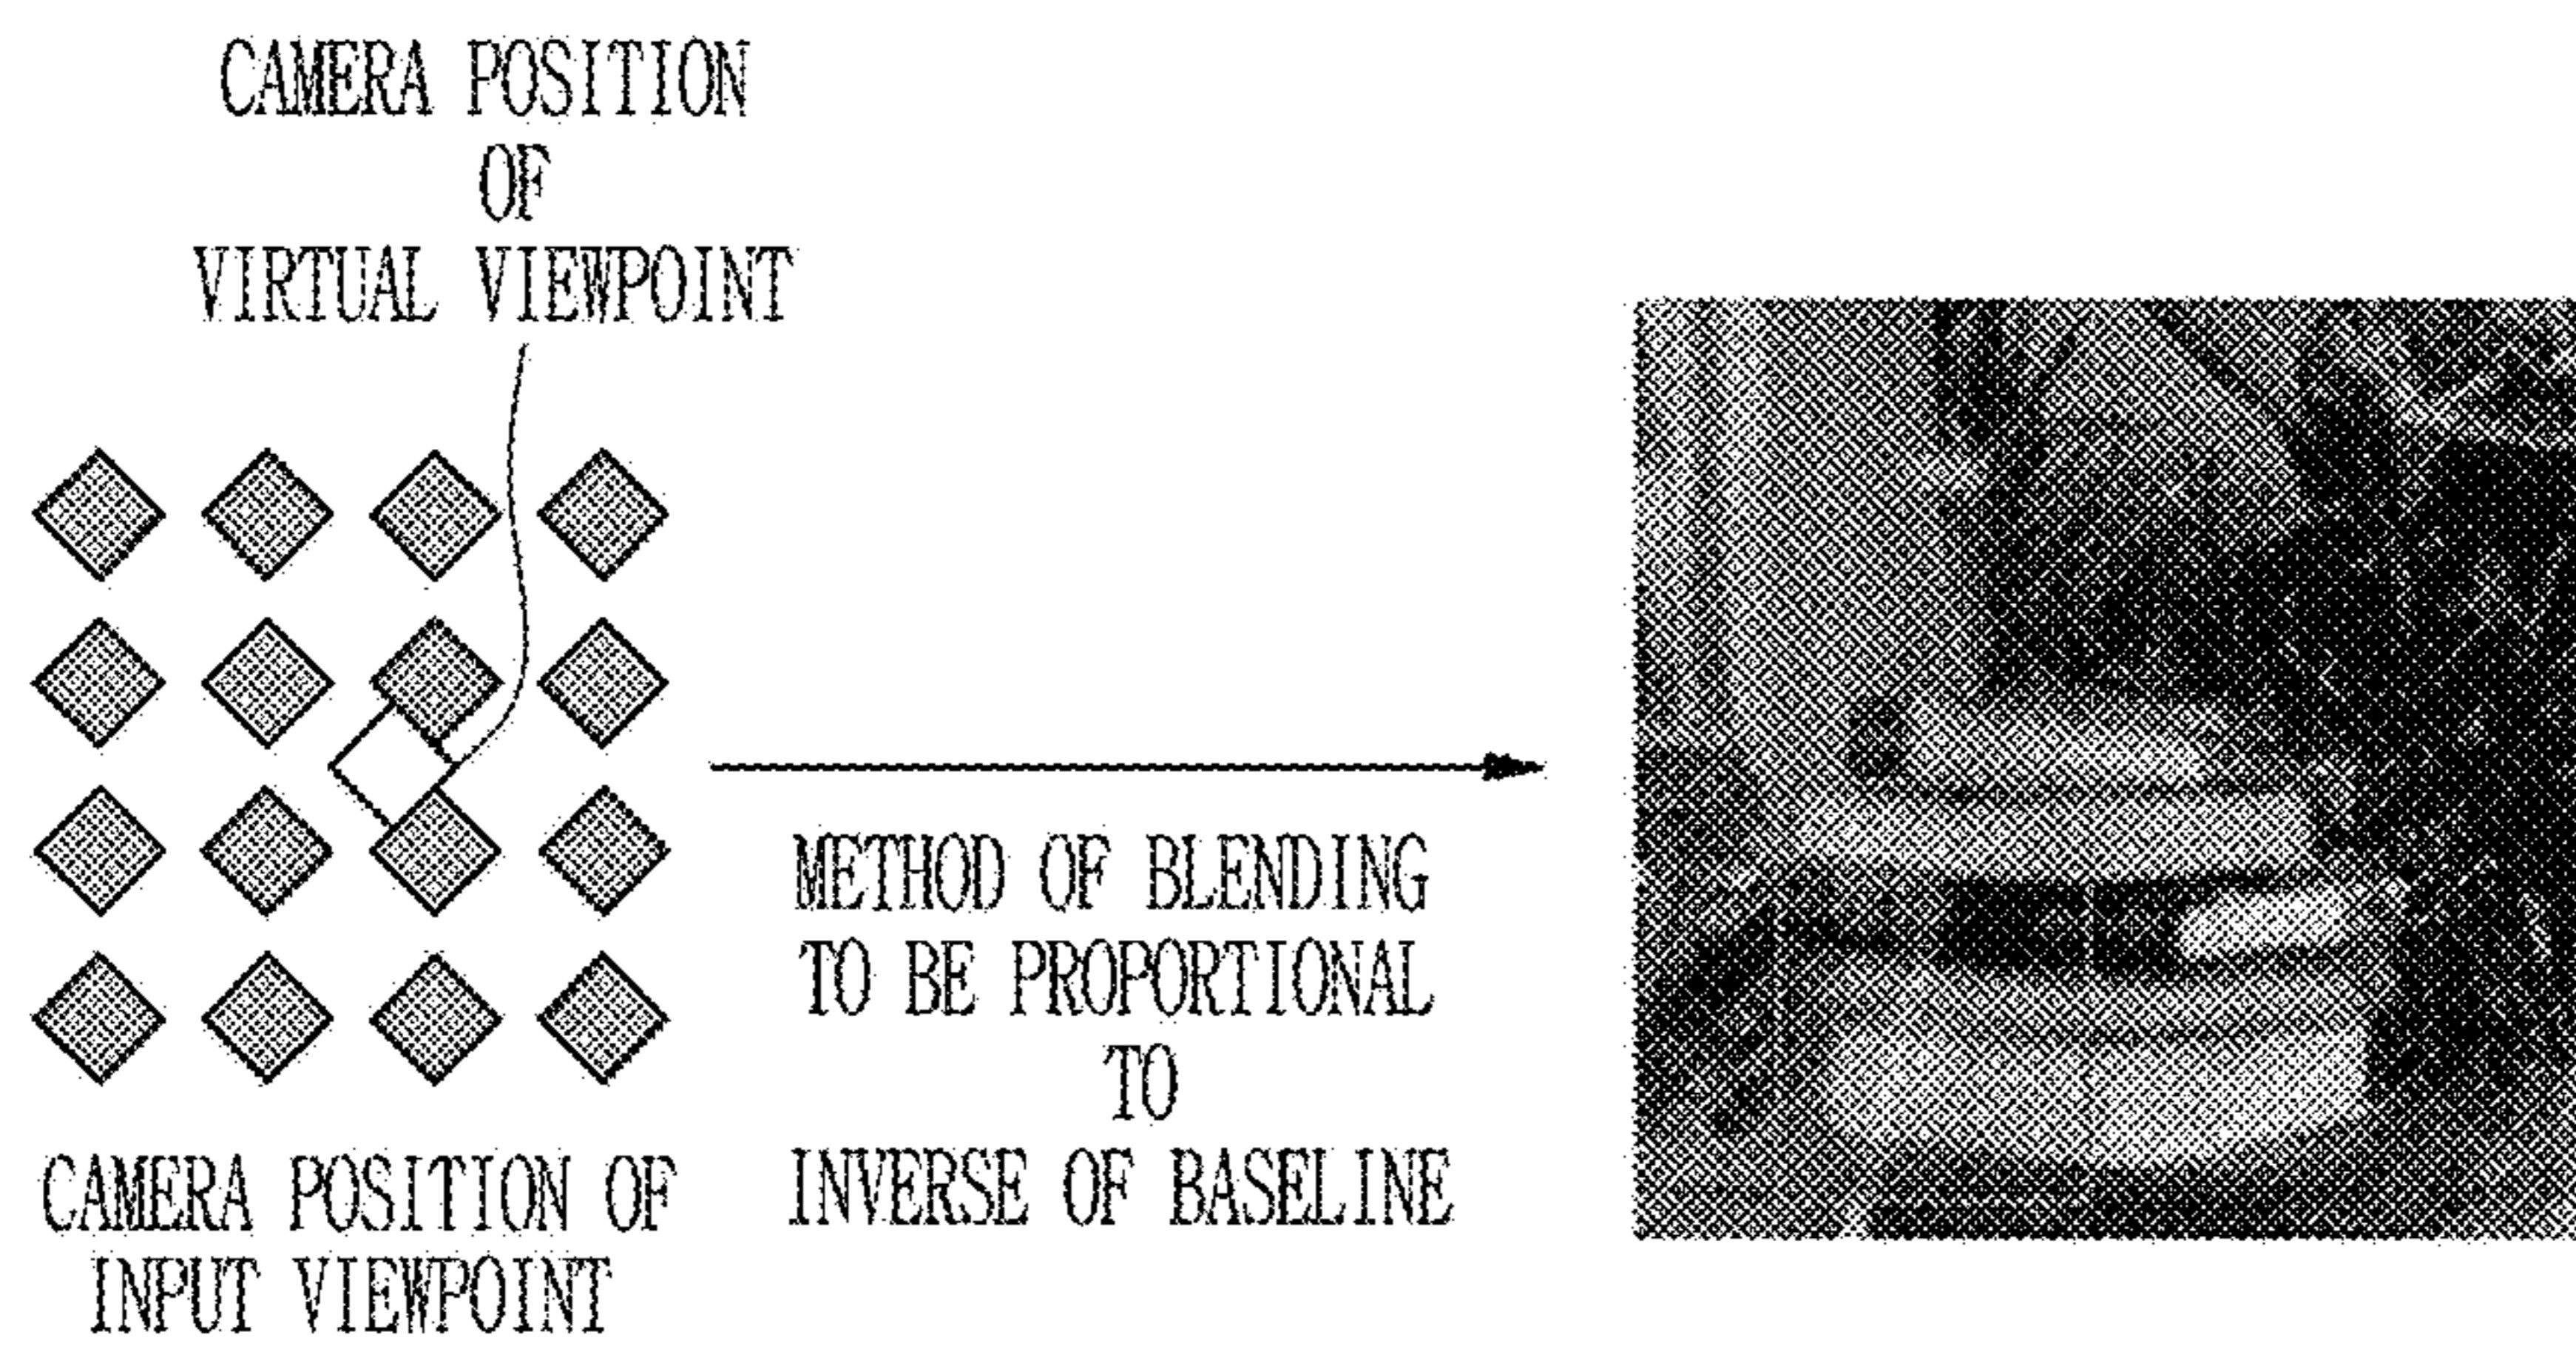 CAMERA POSITION
OF
VIRTUAL VIEWPOINT
METHOD OF BLENDING
TO BE PROPORTIONAL
TO
INVERSE OF BASELINE
CAMERA POSITION OF
INPUT VIEWPOINT